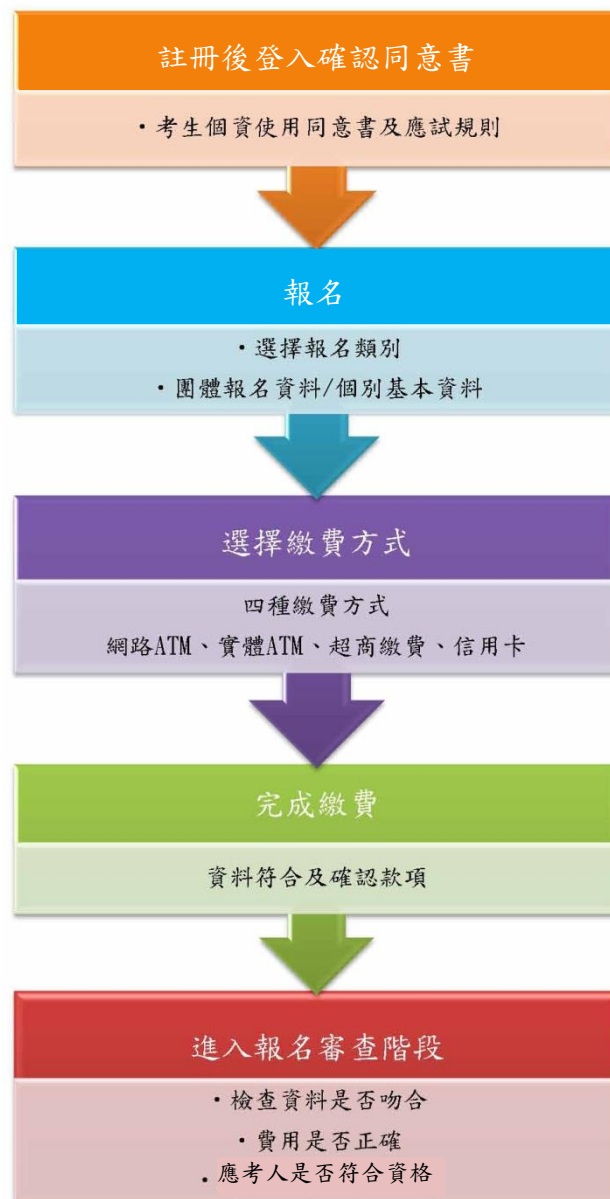 註冊後登入確認同意書
・考生個資使用同意書及應試規則
報名
・選擇報名類別
・團體報名資料/個別基本資料
選擇繳費方式
四種繳費方式
網路ATM、實體ATM、超商繳費、信用卡
完成繳費
資料符合及確認款項
進入報名審查階段
・檢查資料是否吻合
・費用是否正確
．應考人是否符合資格